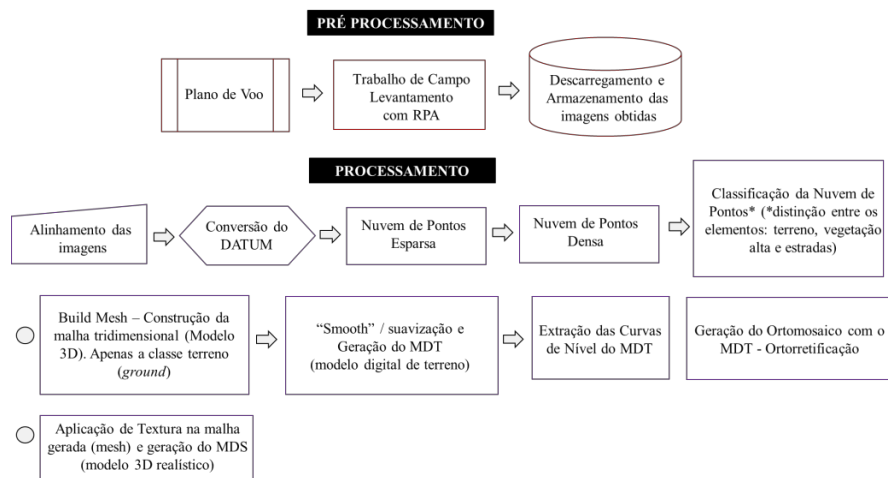 PRÉ PROCESSAMENTO
Plano de Voo
Trabalho de Campo
Levantamento
com RPA
Descarregamento e
Armazenamento das
imagens obtidas
PROCESSAMENTO
Alinhamento das
imagens
Conversão do
DATUM
Nuvem de Pontos
Esparsa
Nuvem de Pontos
Densa
Classificação da Nuvem de
Pontos* (*distinção entre os
elementos: terreno, vegetação
alta e estradas)
Build Mesh – Construção da
malha tridimensional (Modelo
3D). Apenas a classe terreno
(ground)
“Smooth” / suavização e
Geração do MDT
(modelo digital de terreno)
Extração das Curvas
de Nível do MDT
Geração do Ortomosaico com o
MDT - Ortorretificação
Aplicação de Textura na malha
gerada (mesh) e geração do MDS
(modelo 3D realístico)